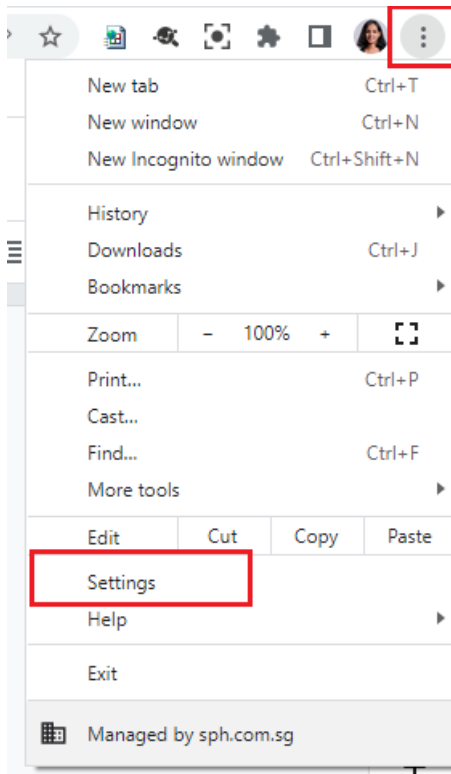 New tab Ctrl+T
New window Ctrl+N
New Incognito window Ctrl+Shift+N
History
Downloads Ctrl+J
Bookmarks
Zoom - 100% +
Print... Ctrl+P
Cast...
Find... Ctrl+F
More tools
Edit Cut Copy Paste
Settings
Help
Exit
Managed by sph.com.sg